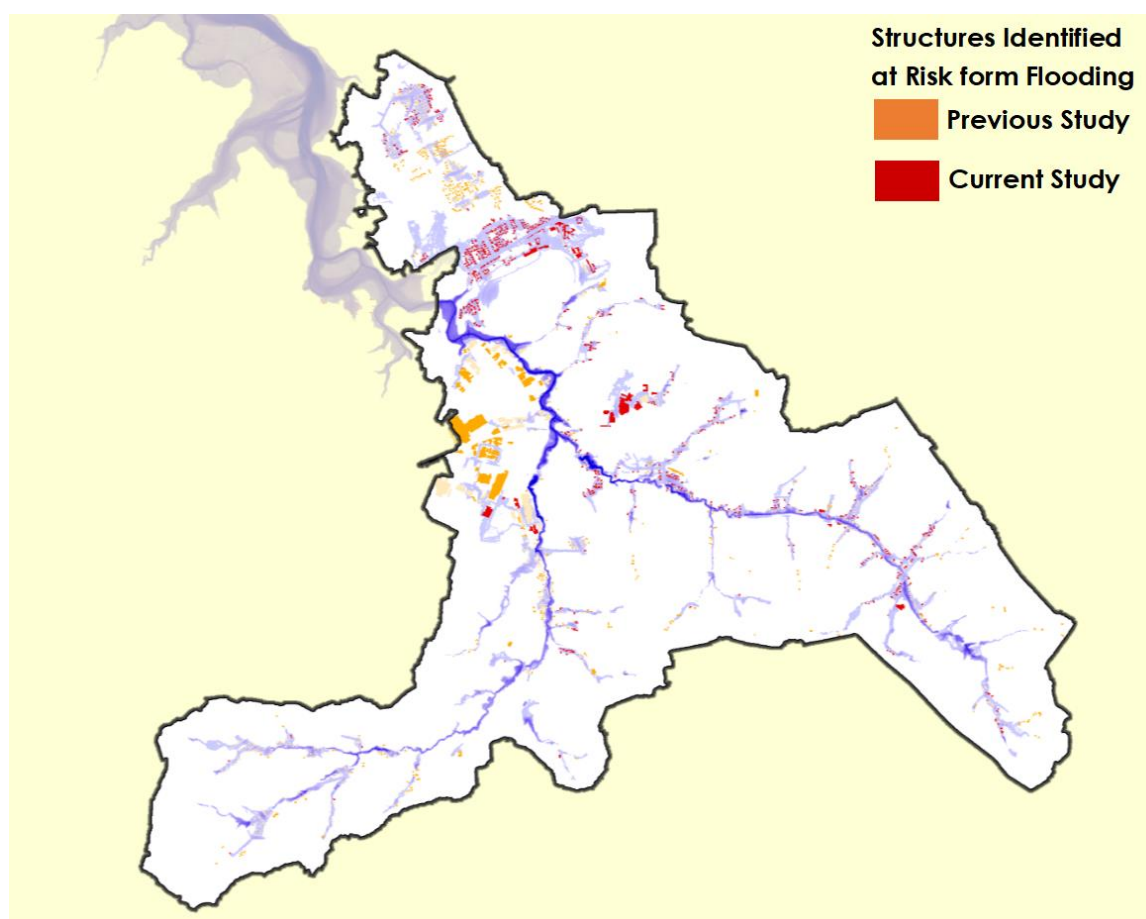 Structures Identified
at Risk form Flooding
Previous Study
Current Study